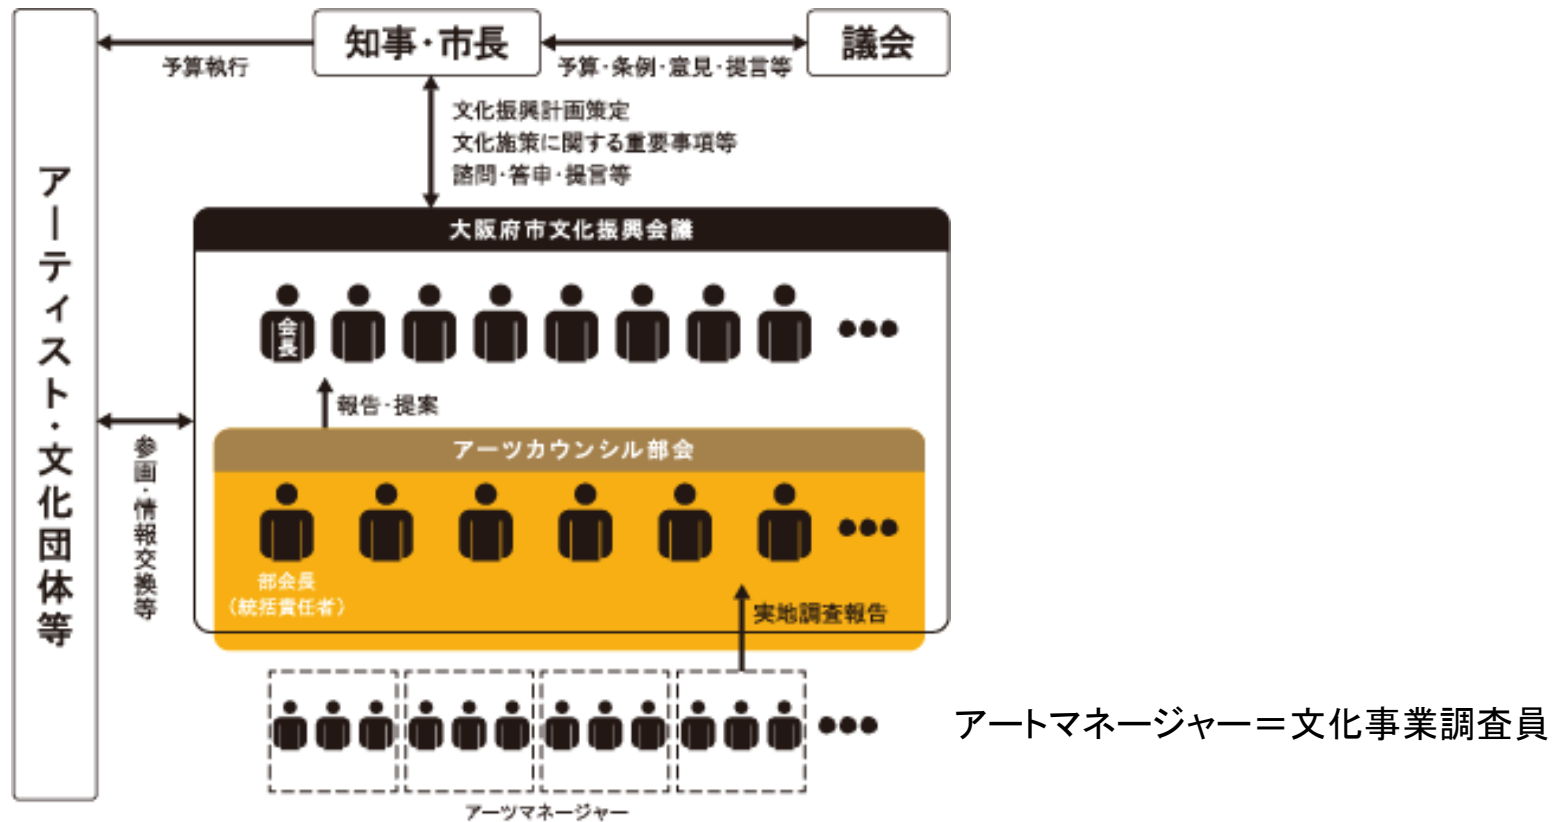 知事・市長
議会
予算執行
予算・条例・意見・提言等
文化振興計画策定
文化施策に関する重要事項等
諮問・答申・提言等
アーティスト・文化団体等
大阪府市文化振興会議
会長
報告・提案
参画・情報交換等
アーツカウンシル部会
部会長
（統括責任者）
実地調査報告
アートマネージャー＝文化事業調査員
アーツマネージャー